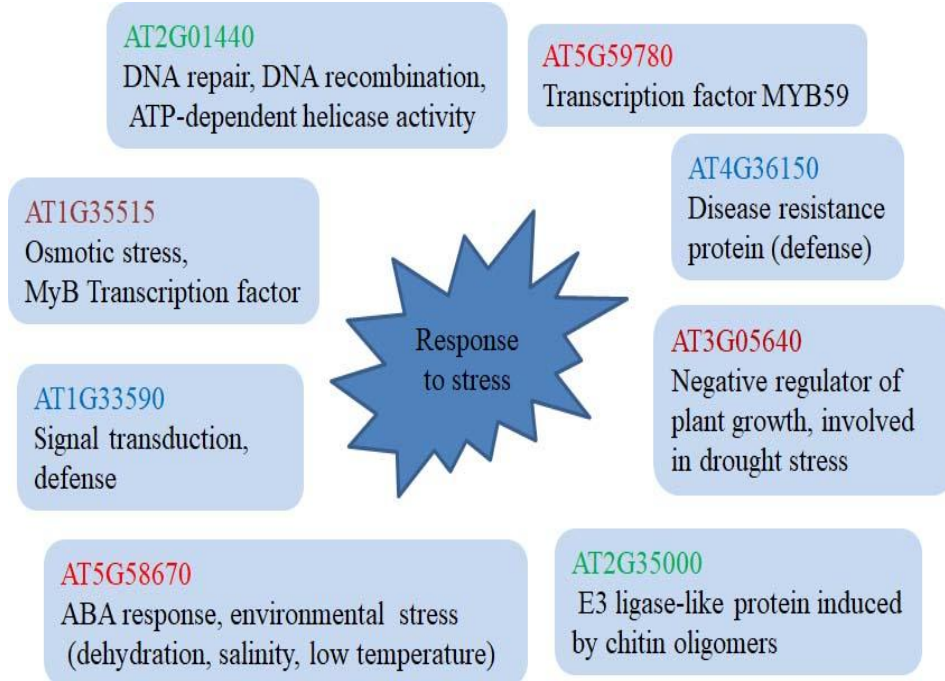 AT2G01440
DNA repair, DNA recombination,
ATP-dependent helicase activity
AT5G59780
Transcription factor MYB59
AT4G36150
Disease resistance
protein (defense)
AT1G35515
Osmotic stress,
MyB Transcription factor
Response
to stress
AT3G05640
Negative regulator of
plant growth, involved
in drought stress
AT1G33590
Signal transduction,
defense
AT5G58670
ABA response, environmental stress
(dehydration, salinity, low temperature)
AT2G35000
E3 ligase-like protein induced
by chitin oligomers